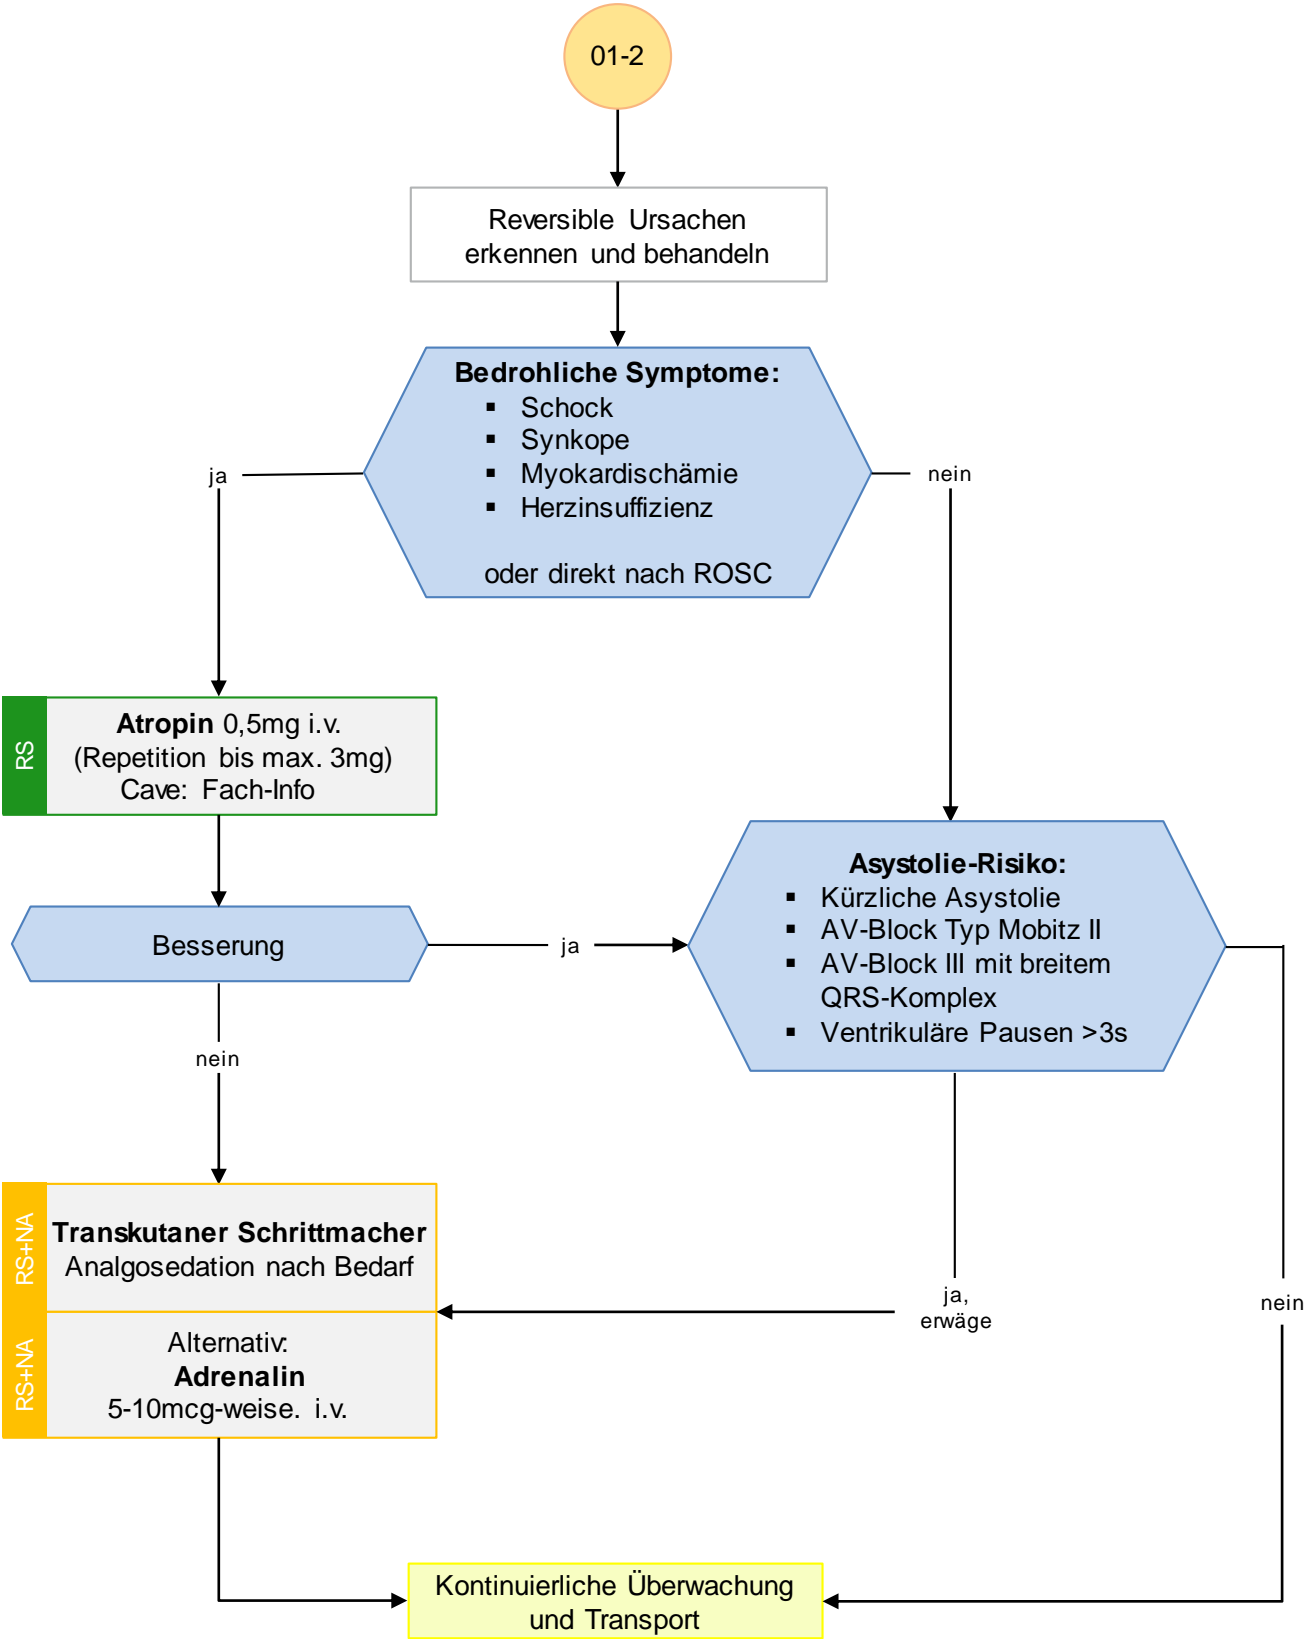 01-2
Reversible Ursachen
erkennen und behandeln
Bedrohliche Symptome:
▪ Schock
▪ Synkope
▪ Myokardischämie
▪ Herzinsuffizienz
oder direkt nach ROSC
ja
nein
RS
Atropin 0,5mg i.v.
(Repetition bis max. 3mg)
Cave: Fach-Info
Besserung
ja
nein
Asystolie-Risiko:
▪ Kürzliche Asystolie
▪ AV-Block Typ Mobitz II
▪ AV-Block III mit breitem
QRS-Komplex
▪ Ventrikuläre Pausen >3s
ja,
erwäge
nein
RS+NA
Transkutaner Schrittmacher
Analgosedation nach Bedarf
RS+NA
Alternativ:
Adrenalin
5-10mcg-weise. i.v.
Kontinuierliche Überwachung
und Transport